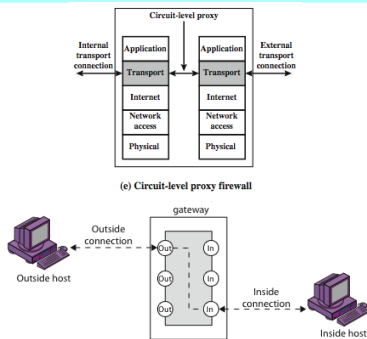 Circuit-level proxy
Internal
transport
connection
Application
Transport
Internet
Network
access
Physical
Application
Transport
Internet
Network
access
Physical
External
transport
connection
(e) Circuit-level proxy firewall
gateway
Outside
connection
Outside host
Out
Out
Out
In
In
In
Inside
connection
Inside host